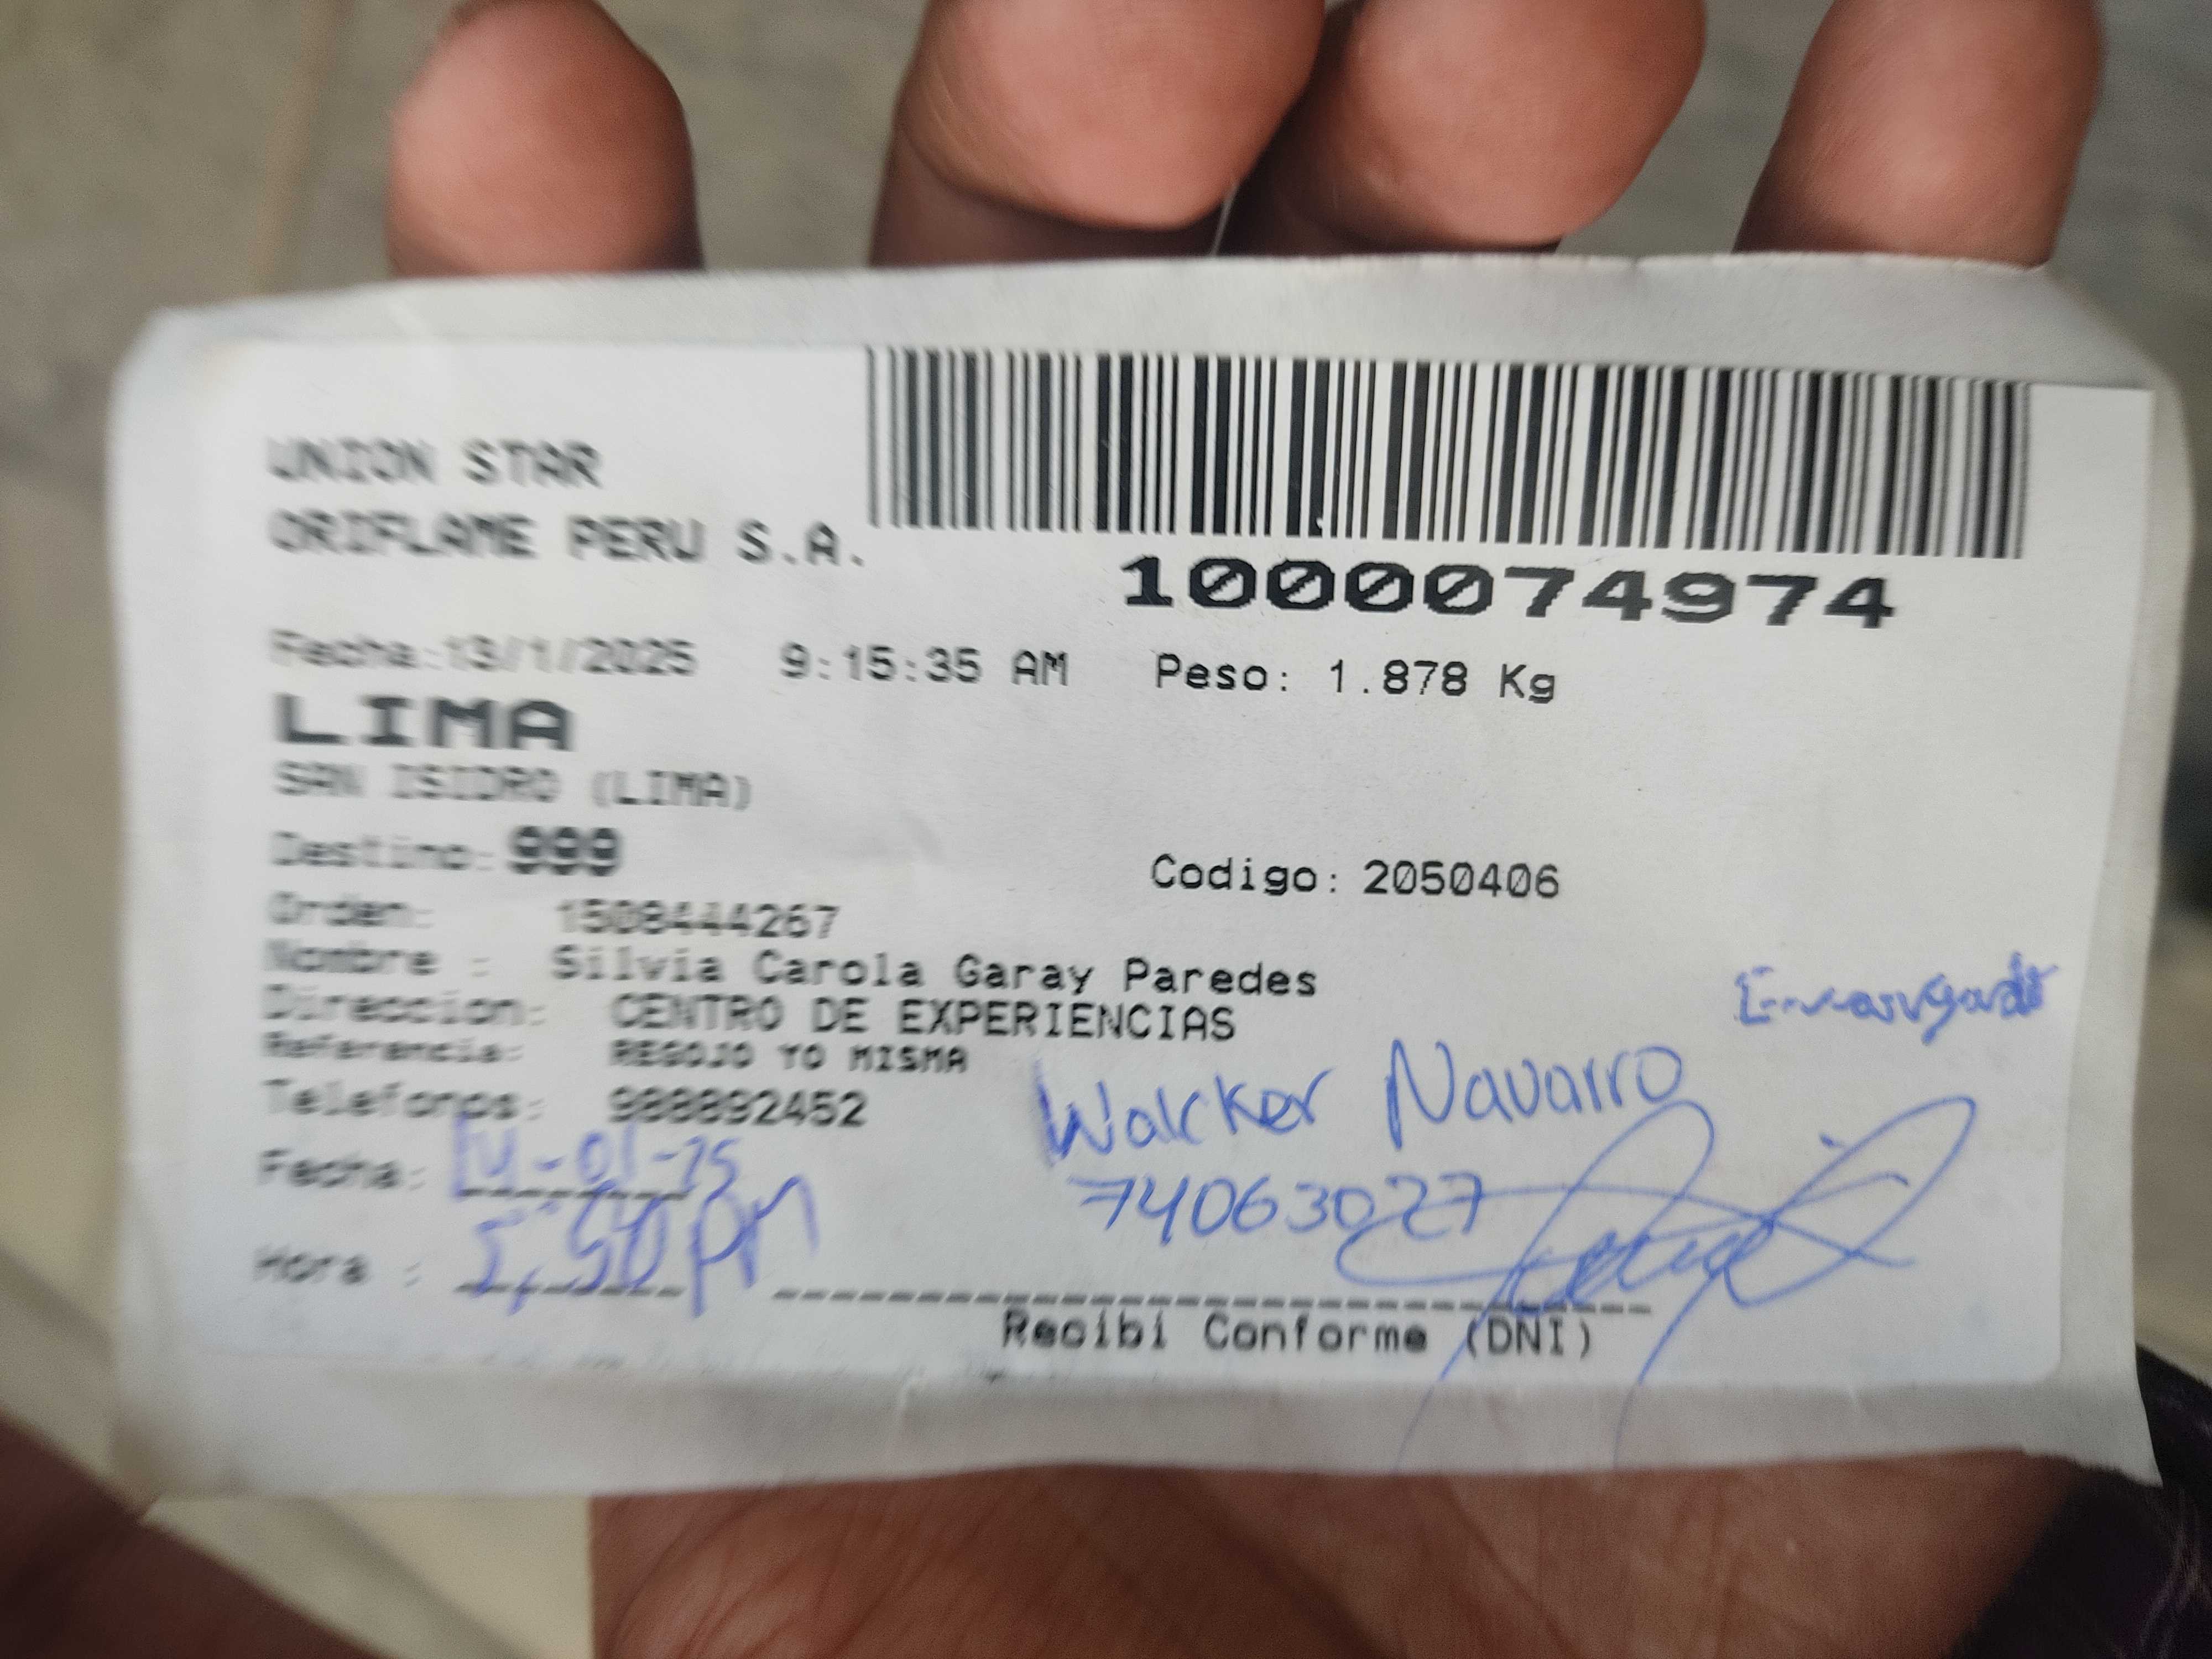 UNION STAR
ORIFLAME PERU S.A.
1000074974
Fecha:13/1/2025 9:15:35 AM Peso: 1.878 Kg
LIMA
SAN ISIDRO (LIMA)
Destino: 999
Codigo: 2050406
Orden: 1508444267
Nombre : Silvia Carola Garay Paredes
Direccion: CENTRO DE EXPERIENCIAS
Encargado
Referencia: RECOJO YO MISMA
Telefonos: 988892452
Walcker Navarro
Fecha: 14-01-25
74063027
Hora : pm
Recibi Conforme (DNI)